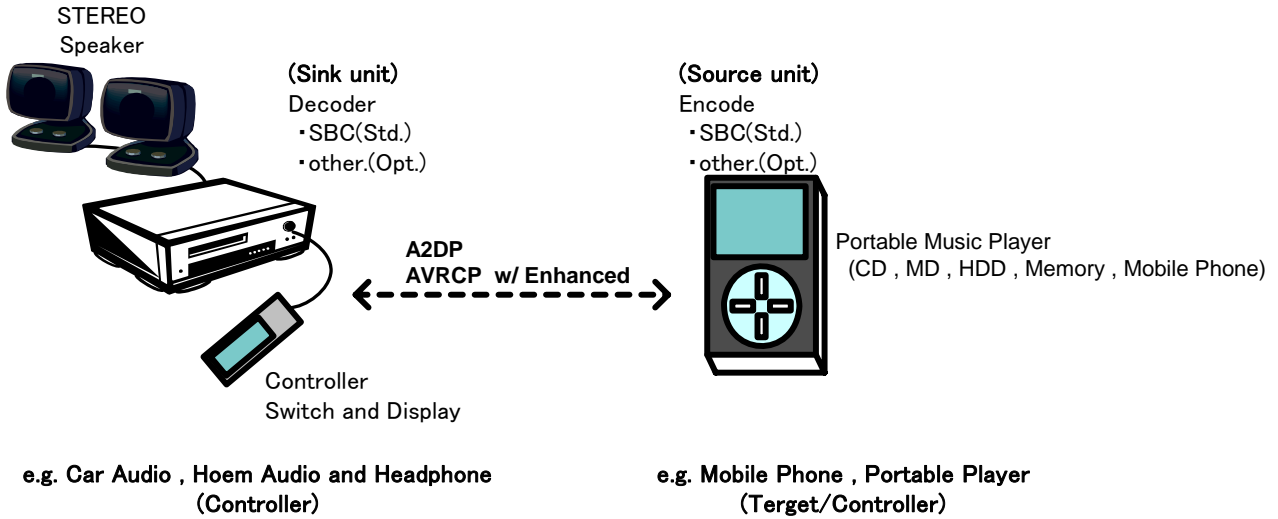 STEREO
Speaker
(Sink unit)
Decoder
・SBC(Std.)
・other.(Opt.)
(Source unit)
Encode
・SBC(Std.)
・other.(Opt.)
A2DP
AVRCP w/ Enhanced
Portable Music Player
(CD , MD , HDD , Memory , Mobile Phone)
Controller
Switch and Display
e.g. Car Audio , Hoem Audio and Headphone
(Controller)
e.g. Mobile Phone , Portable Player
(Terget/Controller)